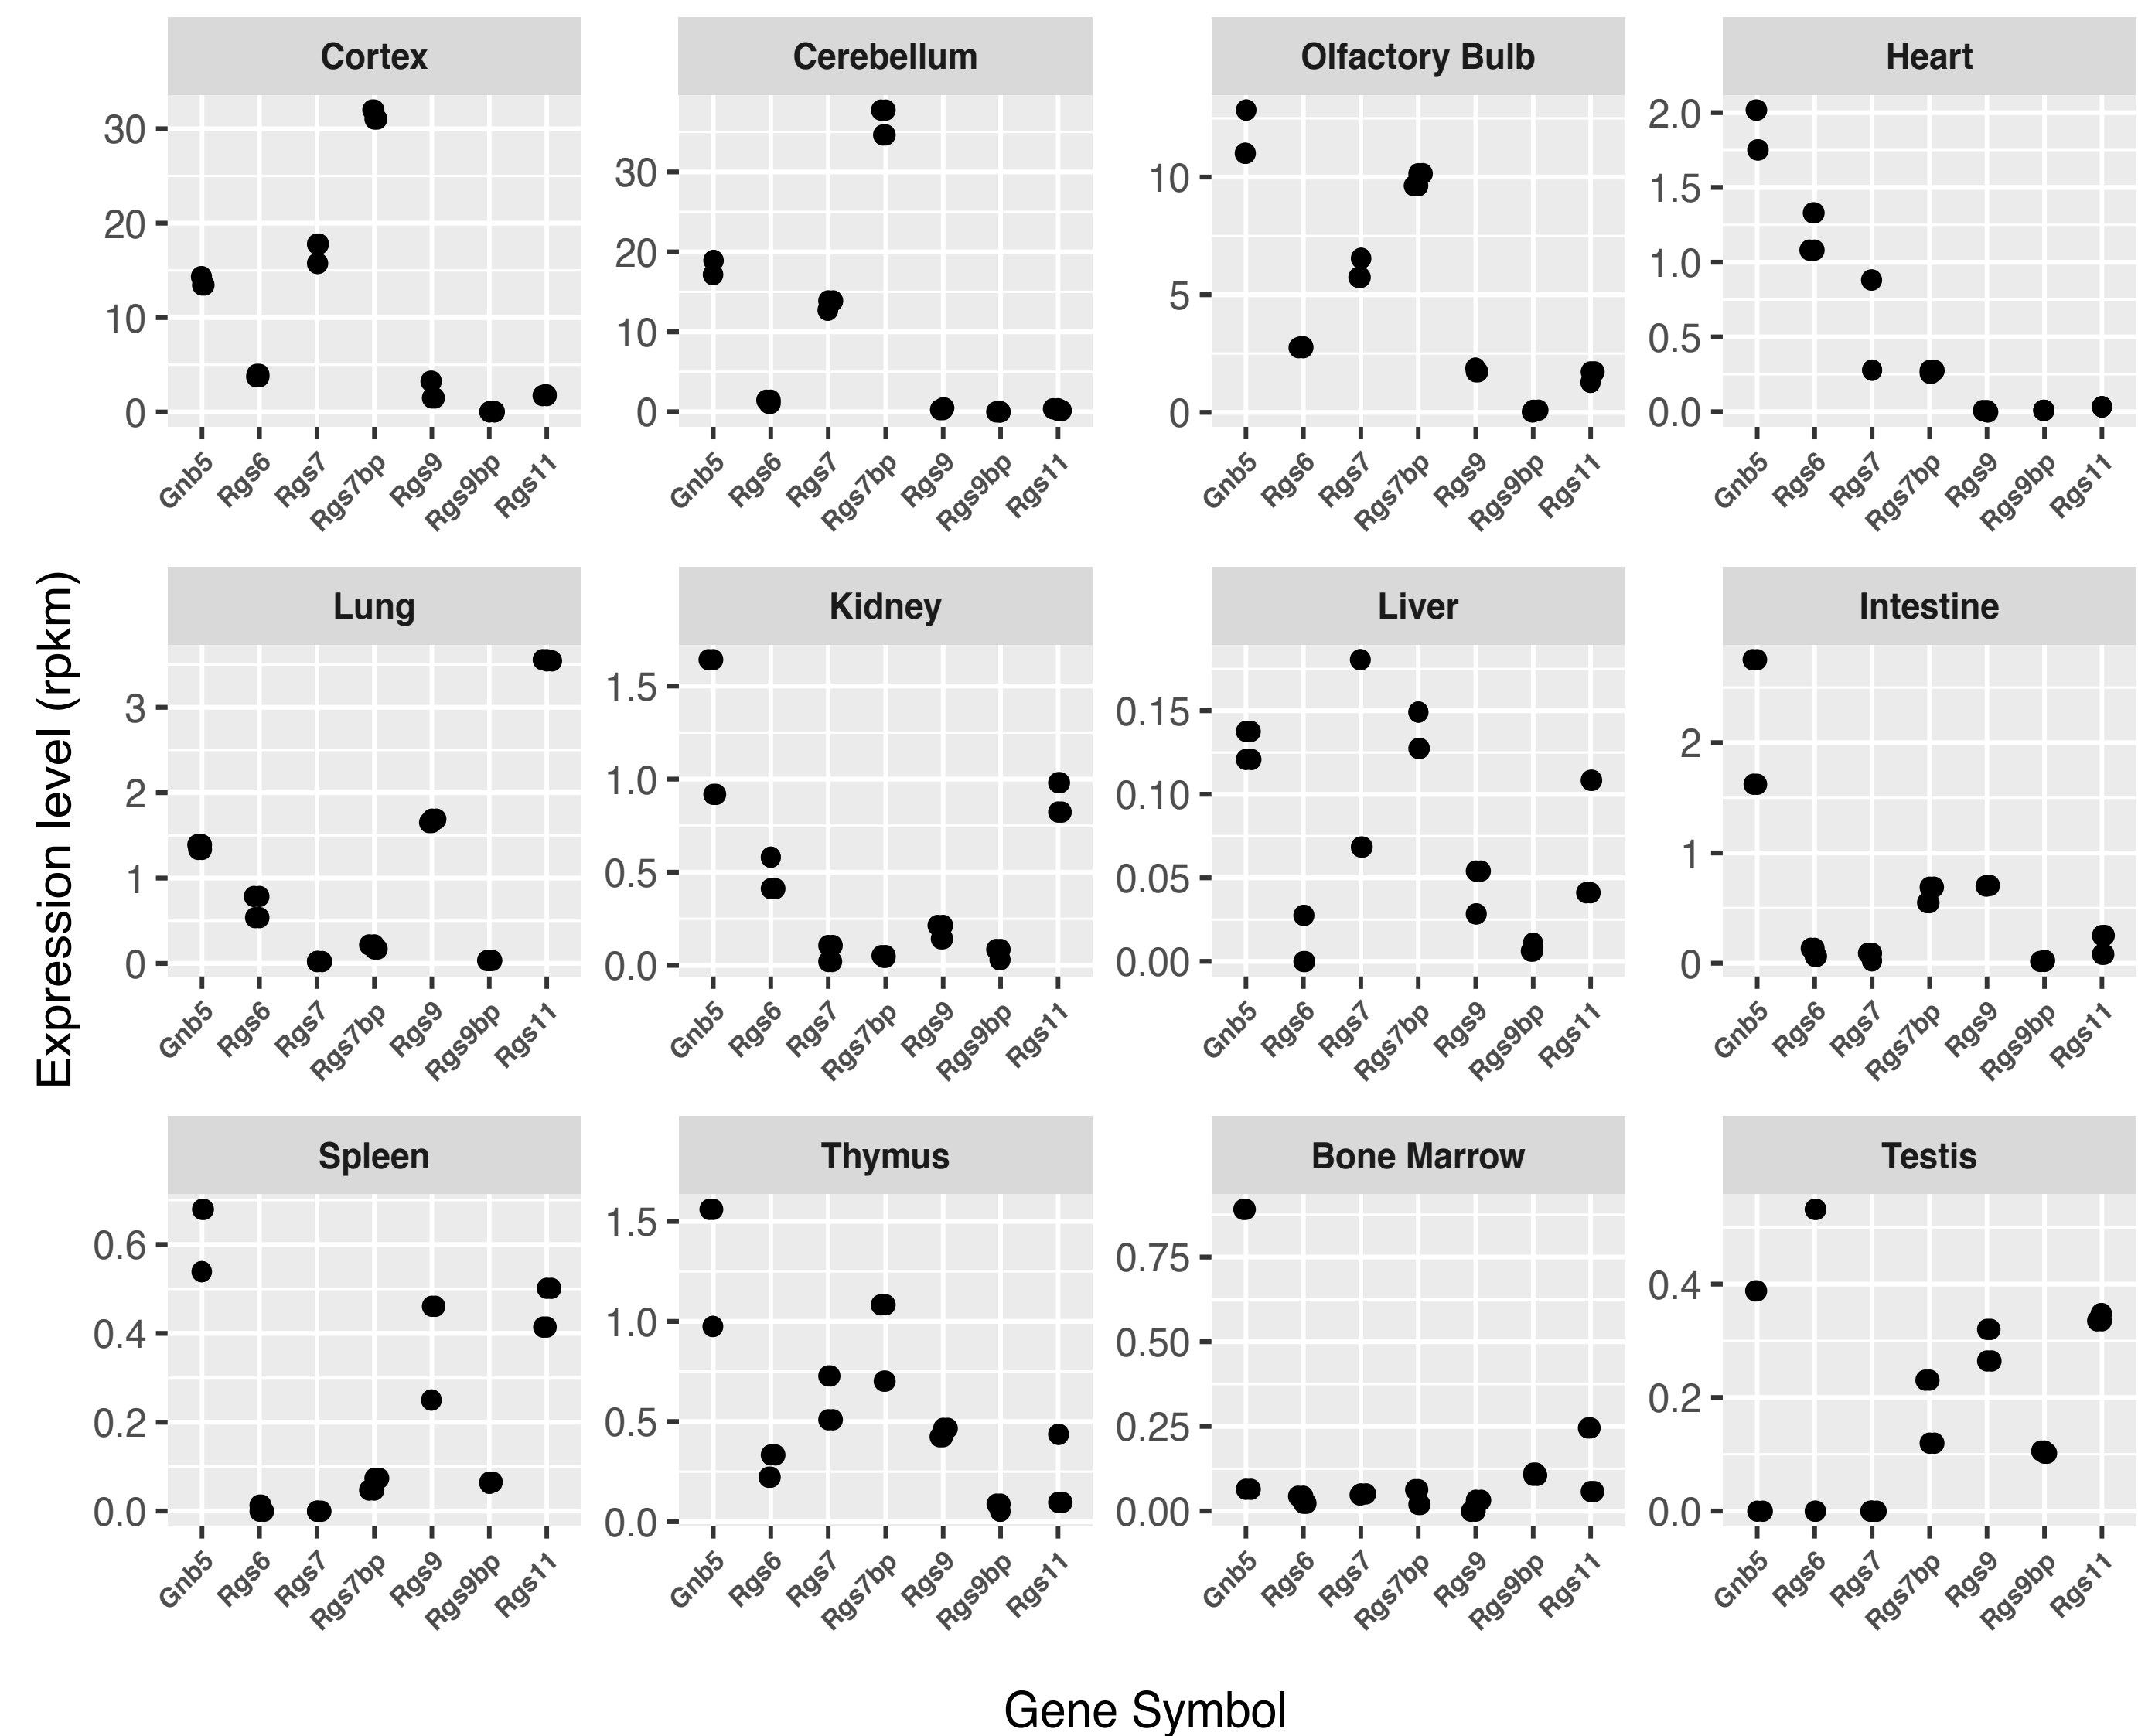 Cortex
Cerebellum
Olfactory Bulb
Heart
30
20
10
0
30
20
10
0
10
5
0
2.0
1.5
1.0
0.5
0.0
Gnb5 Rgs6 Rgs7 Rgs7bp Rgs9 Rgs9bp Rgs11
Gnb5 Rgs6 Rgs7 Rgs7bp Rgs9 Rgs9bp Rgs11
Gnb5 Rgs6 Rgs7 Rgs7bp Rgs9 Rgs9bp Rgs11
Gnb5 Rgs6 Rgs7 Rgs7bp Rgs9 Rgs9bp Rgs11
Expression level (rpkm)
Lung
Kidney
Liver
Intestine
3
2
1
0
1.5
1.0
0.5
0.0
0.15
0.10
0.05
0.00
2
1
0
Gnb5 Rgs6 Rgs7 Rgs7bp Rgs9 Rgs9bp Rgs11
Gnb5 Rgs6 Rgs7 Rgs7bp Rgs9 Rgs9bp Rgs11
Gnb5 Rgs6 Rgs7 Rgs7bp Rgs9 Rgs9bp Rgs11
Gnb5 Rgs6 Rgs7 Rgs7bp Rgs9 Rgs9bp Rgs11
Spleen
Thymus
Bone Marrow
Testis
0.6
0.4
0.2
0.0
1.5
1.0
0.5
0.0
0.75
0.50
0.25
0.00
0.4
0.2
0.0
Gnb5 Rgs6 Rgs7 Rgs7bp Rgs9 Rgs9bp Rgs11
Gnb5 Rgs6 Rgs7 Rgs7bp Rgs9 Rgs9bp Rgs11
Gnb5 Rgs6 Rgs7 Rgs7bp Rgs9 Rgs9bp Rgs11
Gnb5 Rgs6 Rgs7 Rgs7bp Rgs9 Rgs9bp Rgs11
Gene Symbol